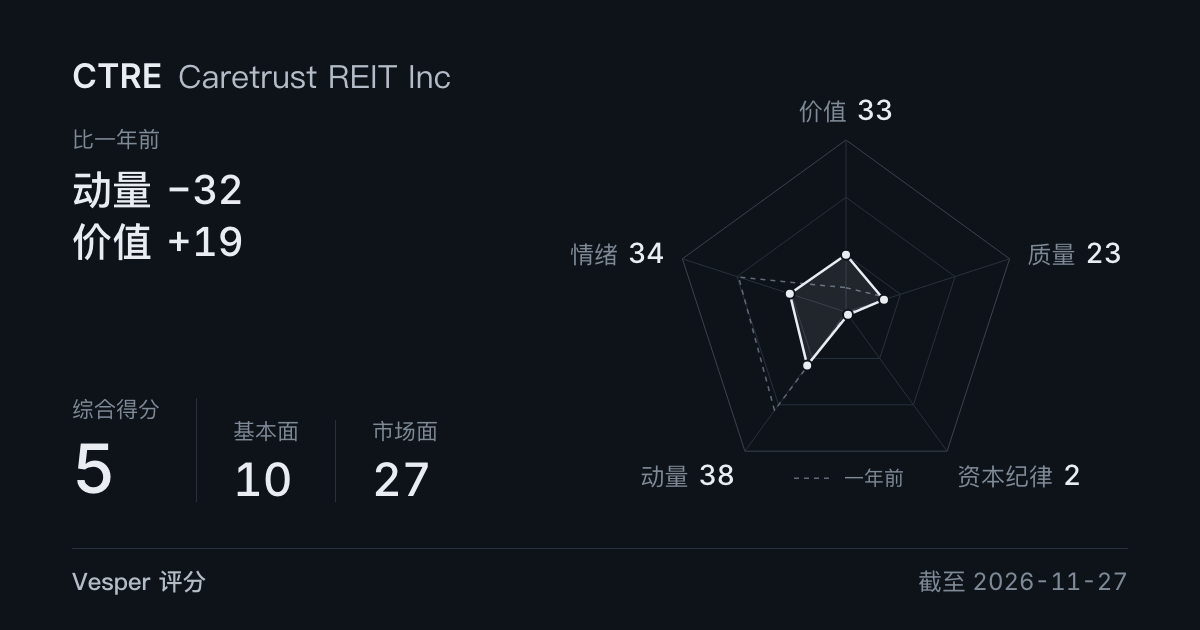 CTRE Caretrust REIT Inc
比一年前
动量 −32
价值 +19
综合得分
5
基本面
10
市场面
27
价值 33
情绪 34
质量 23
动量 38
一年前
资本纪律 2
Vesper 评分
截至 2026-11-27